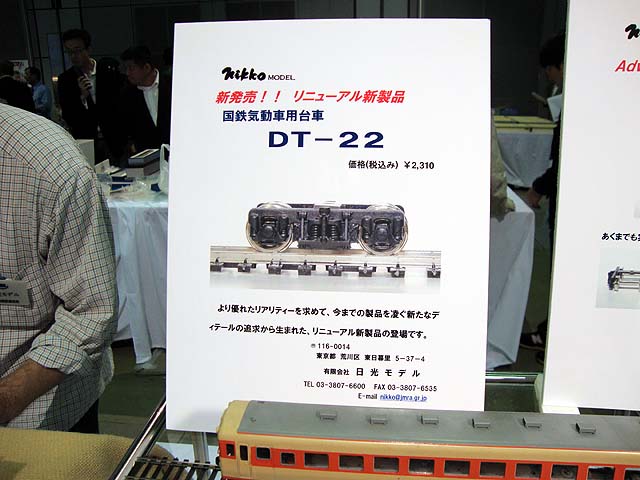 nikko MODEL
新発売!! リニューアル新製品
国鉄気動車用台車
DT-22
価格(税込み) ¥2,310
より優れたリアリティーを求めて、今までの製品を凌ぐ新たなデ
ィテールの追求から生まれた、リニューアル新製品の登場です。
〒116-0014
東京都 荒川区 東日暮里 5-37-4
有限会社 日光モデル
TEL 03-3807-6600 FAX 03-3807-6535
E-mail nikko@jmra.gr.jp
Adv
あくまでも
モデル